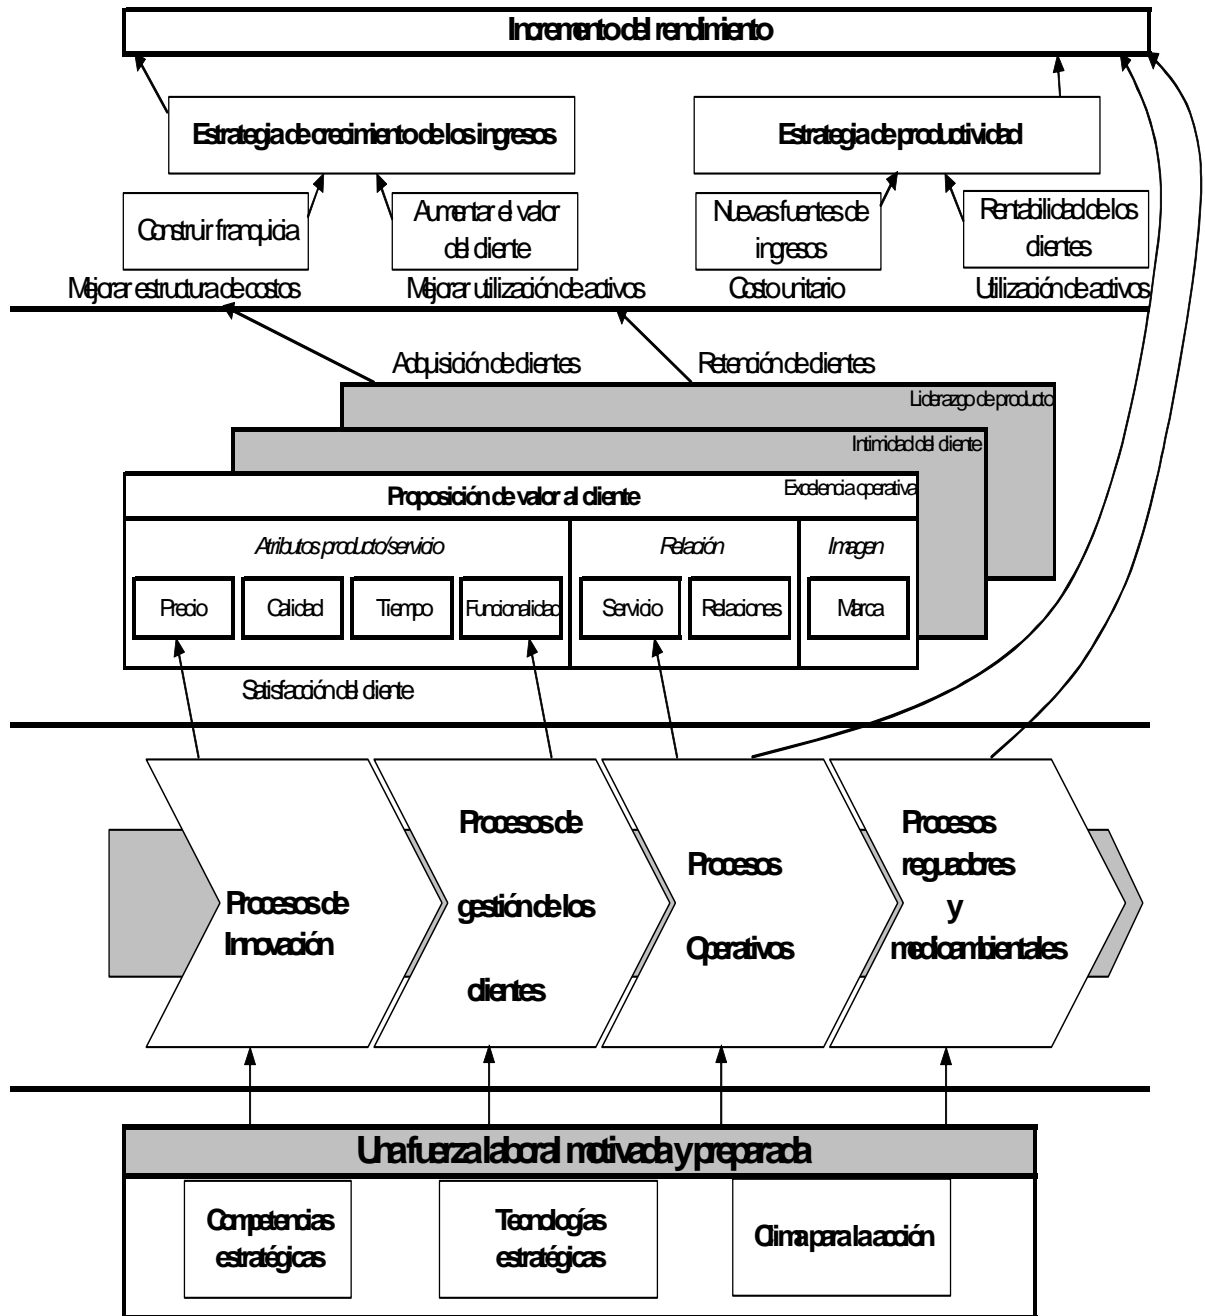 Incremento del rendimiento
Estrategia de crecimiento de los ingresos
Estrategia de productividad
Construir franquicia
Aumentar el valor
del cliente
Nuevas fuentes de
ingresos
Rentabilidad de los
clientes
Mejorar estructura de costos
Mejorar utilización de activos
Costo unitario
Utilización de activos
Adquisición de clientes
Retención de clientes
Liderazgo de producto
Intimidad del cliente
Excelencia operativa
Proposición de valor al cliente
Atributos producto/servicio
Relación
Imagen
Precio
Calidad
Tiempo
Funcionalidad
Servicio
Relaciones
Marca
Satisfacción del cliente
Procesos de
Innovación
Procesos de
gestión de los
clientes
Procesos
Operativos
Procesos
reguradores
y
medioambientales
Una fuerza laboral motivada y preparada
Competencias
estratégicas
Tecnologías
estratégicas
Clima para la acción